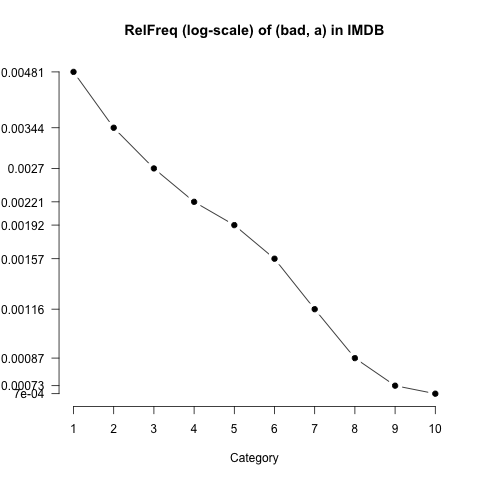 RelFreq (log-scale) of (bad, a) in IMDB
0.00481
0.00344
0.0027
0.00221
0.00192
0.00157
0.00116
0.00087
0.00073
7e-04
1 2 3 4 5 6 7 8 9 10
Category